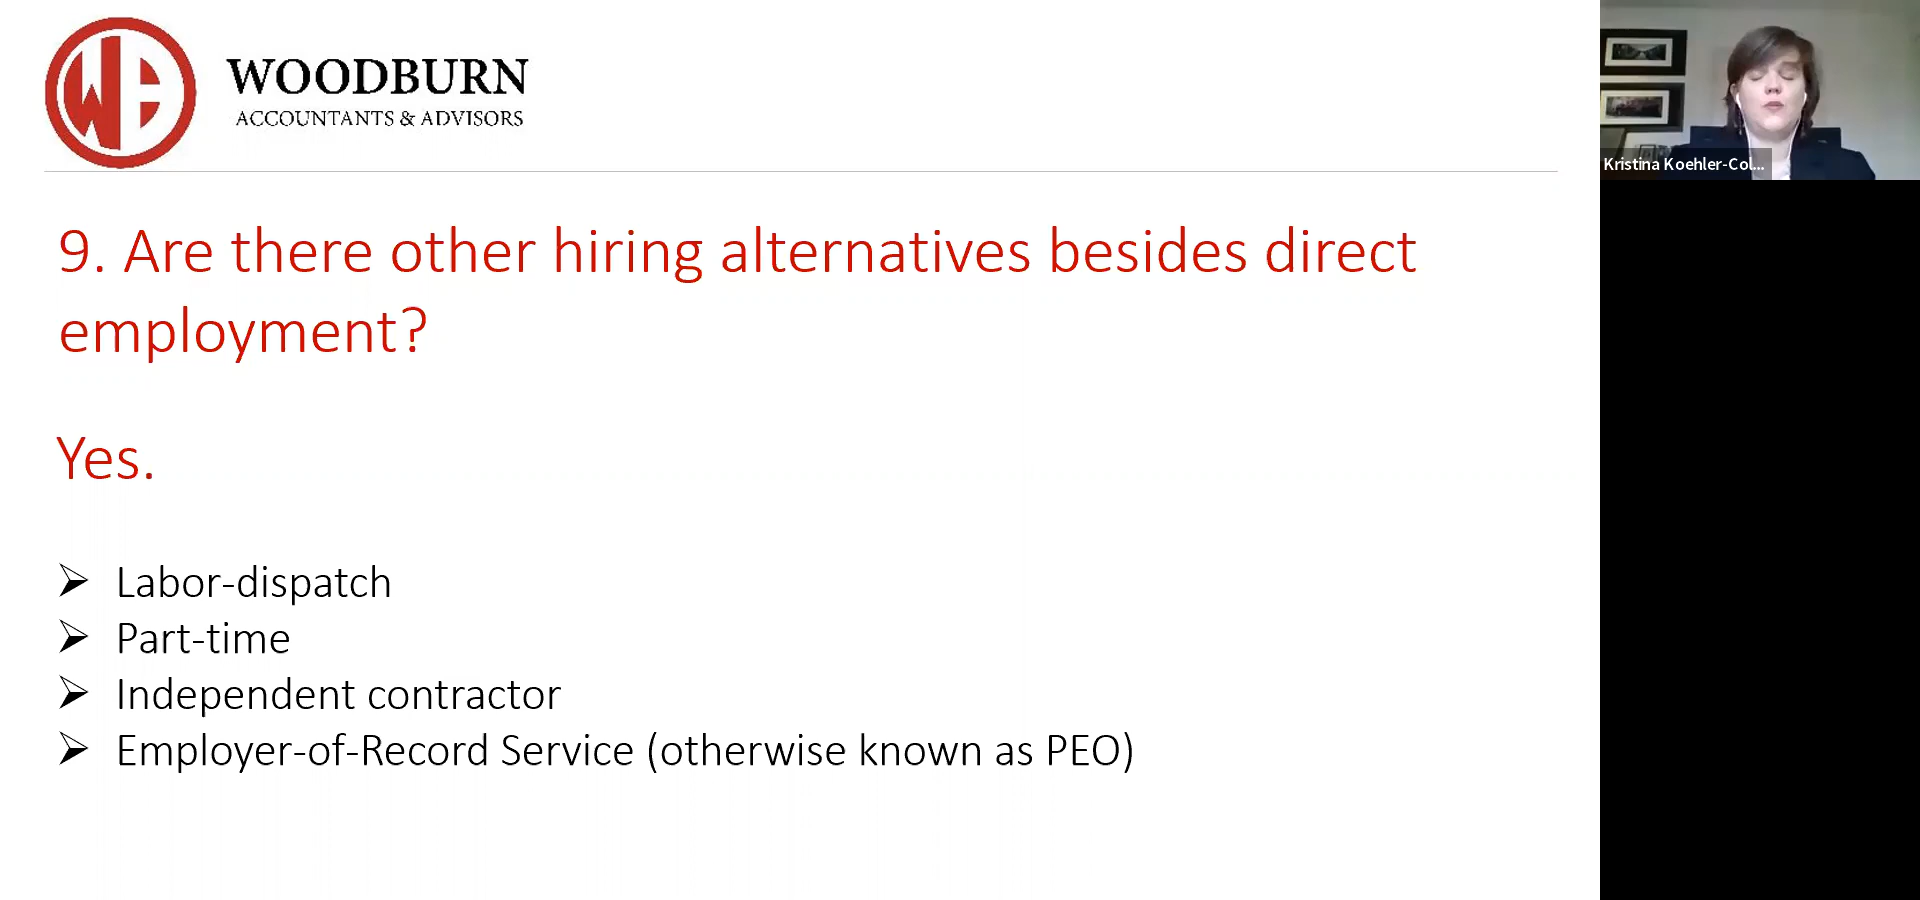 WOODBURN
ACCOUNTANTS & ADVISORS
9. Are there other hiring alternatives besides direct
employment?
Yes.
➢ Labor-dispatch
➢ Part-time
➢ Independent contractor
➢ Employer-of-Record Service (otherwise known as PEO)
Kristina Koehler-Col...